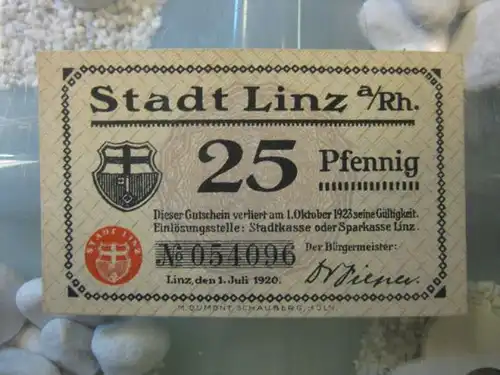 Stadt Linz a/Rh.
25 Pfennig
Dieser Gutschein verliert am 1. Oktober 1923 seine Gültigkeit.
Einlösungsstelle: Stadtkasse oder Sparkasse Linz.
STADT LINZ
№ 054096
Der Bürgermeister:
Linz, den 1. Juli 1920.
M. DUMONT SCHAUBERG, KÖLN.